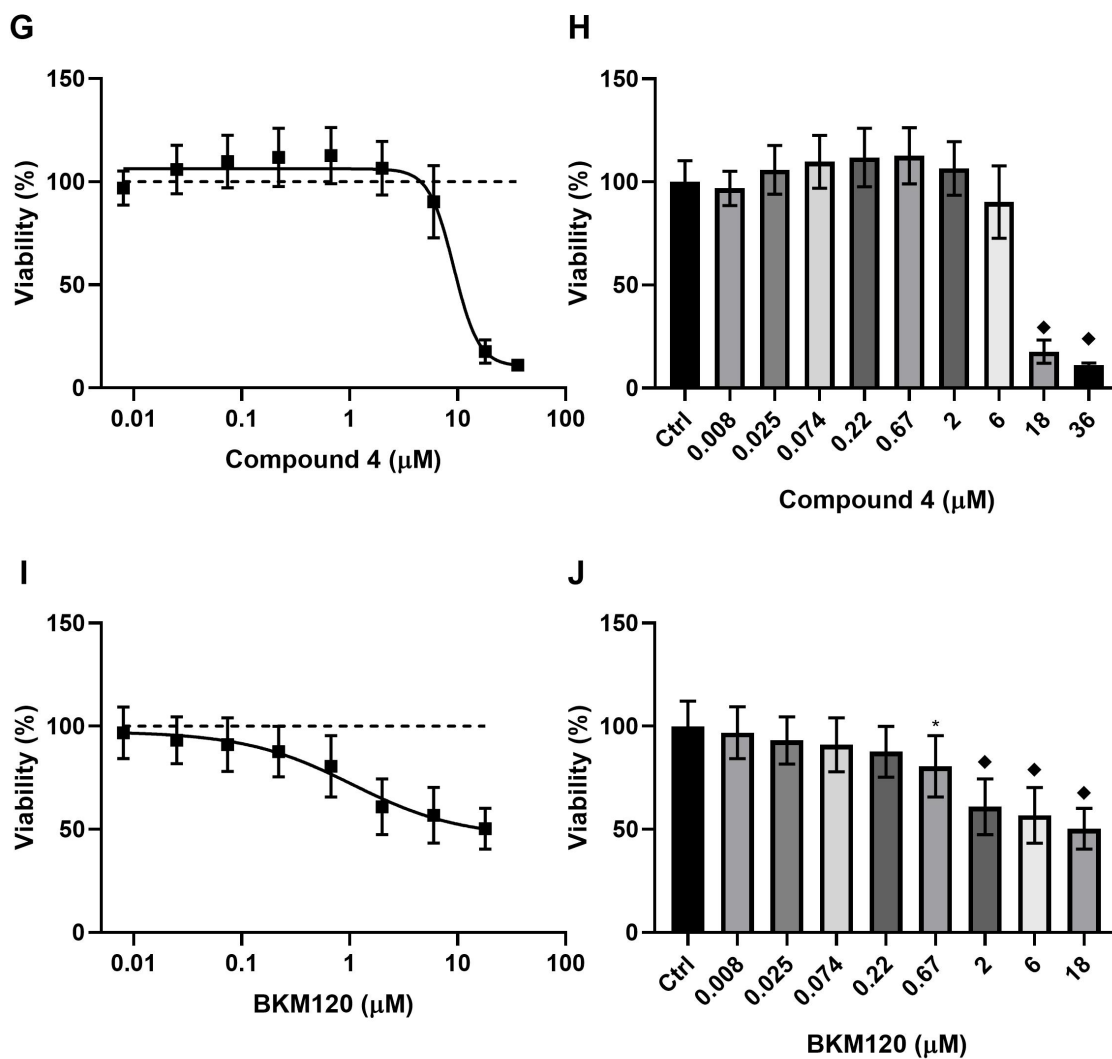 G
150
100
50
0
Viability (%)
0.01 0.1 1 10 100
Compound 4 (μM)
H
150
100
50
0
Viability (%)
◆ ◆
Ctrl 0.008 0.025 0.074 0.22 0.67 2 6 18 36
Compound 4 (μM)
I
150
100
50
0
Viability (%)
0.01 0.1 1 10 100
BKM120 (μM)
J
150
100
50
0
Viability (%)
* ◆ ◆ ◆
Ctrl 0.008 0.025 0.074 0.22 0.67 2 6 18
BKM120 (μM)